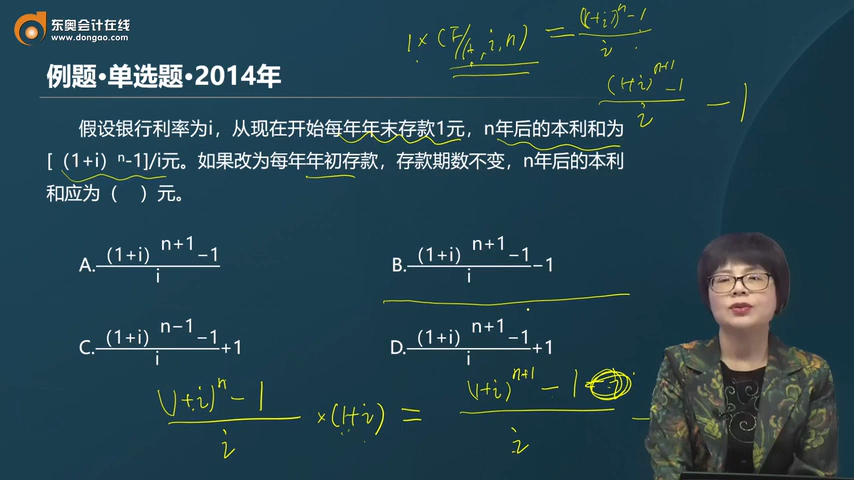 东奥会计在线
www.dongao.com
1×(F/A,i,n) = (1+i)ⁿ-1/i
(1+i)ⁿ⁺¹-1/i -1
例题·单选题·2014年
假设银行利率为i，从现在开始每年年末存款1元，n年后的本利和为
[（1+i）ⁿ-1]/i元。如果改为每年年初存款，存款期数不变，n年后的本利
和应为（　）元。
A.（1+i）ⁿ⁺¹-1/i
B.（1+i）ⁿ⁺¹-1/i-1
C.（1+i）ⁿ⁻¹-1/i+1
D.（1+i）ⁿ⁺¹-1/i+1
(1+i)ⁿ-1/i ×(1+i) = (1+i)ⁿ⁺¹-1-i/i -